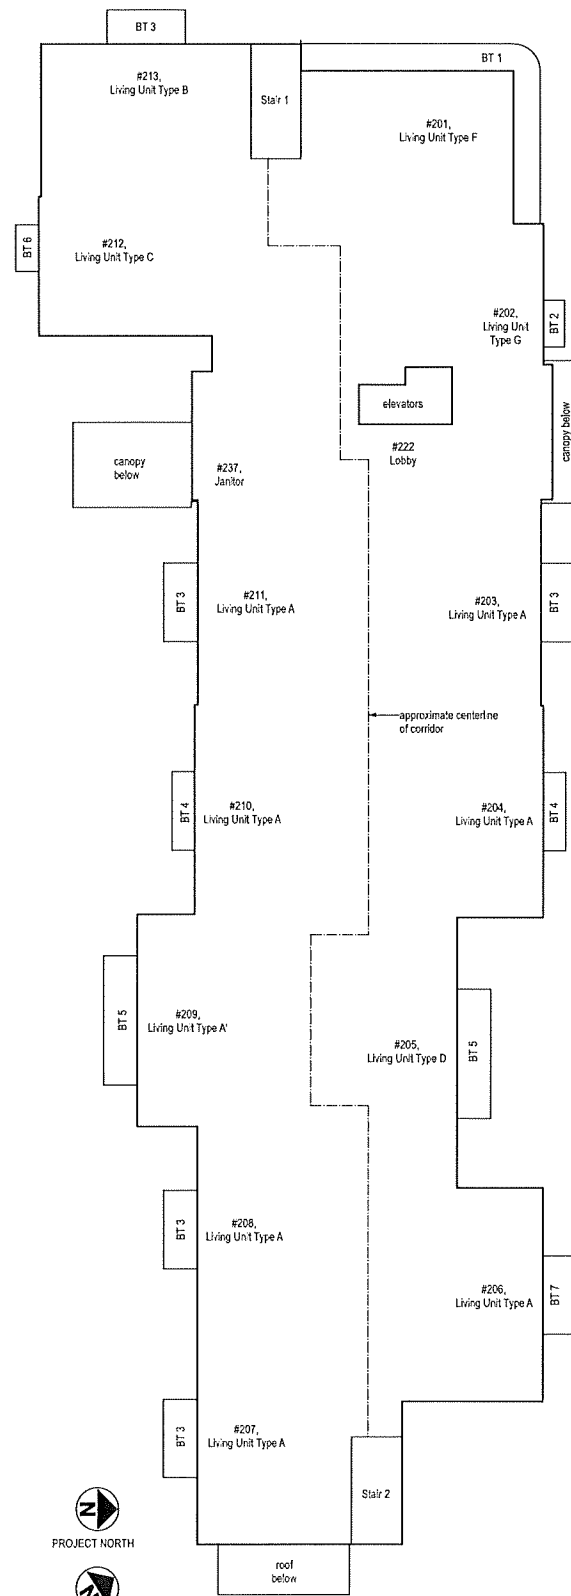 BT 3
BT 1
#213,
Living Unit Type B
Stair 1
#201,
Living Unit Type F
BT 6
#212,
Living Unit Type C
#202,
Living Unit
Type G
BT 2
elevators
canopy below
#222
Lobby
canopy
below
#237,
Janitor
BT 3
#211,
Living Unit Type A
#203,
Living Unit Type A
BT 3
approximate centerline
of corridor
BT 4
#210,
Living Unit Type A
#204,
Living Unit Type A
BT 4
BT 5
#209,
Living Unit Type A'
#205,
Living Unit Type D
BT 5
BT 3
#208,
Living Unit Type A
#206,
Living Unit Type A
BT 7
BT 3
#207,
Living Unit Type A
Stair 2
N
PROJECT NORTH
roof
below
N